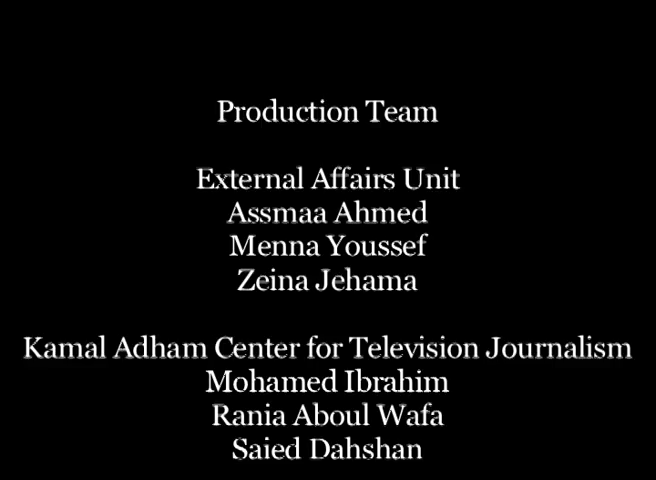 Production Team
External Affairs Unit
Assmaa Ahmed
Menna Youssef
Zeina Jehama
Kamal Adham Center for Television Journalism
Mohamed Ibrahim
Rania Aboul Wafa
Saied Dahshan